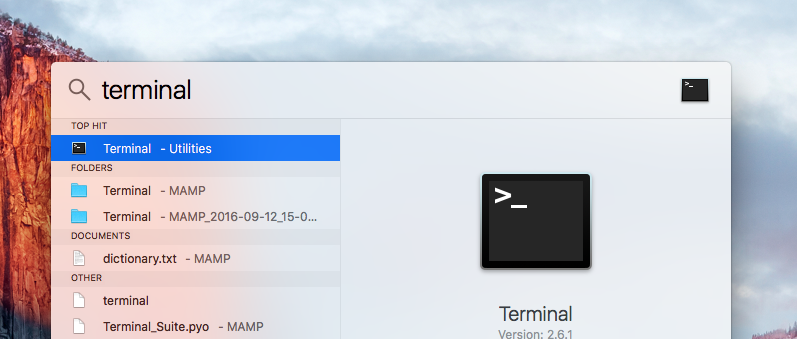 terminal
TOP HIT
Terminal - Utilities
FOLDERS
Terminal - MAMP
Terminal - MAMP_2016-09-12_15-0...
DOCUMENTS
dictionary.txt - MAMP
OTHER
terminal
Terminal_Suite.pyo - MAMP
>_
Terminal
Version: 2.6.1